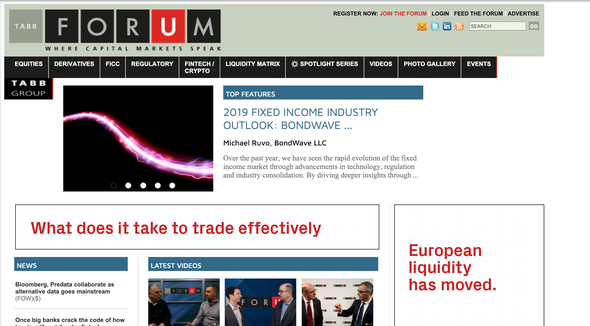 TABB FORUM
WHERE CAPITAL MARKETS SPEAK
REGISTER NOW: JOIN THE FORUM | LOGIN | FEED THE FORUM | ADVERTISE
SEARCH GO
EQUITIES DERIVATIVES FICC REGULATORY FINTECH / CRYPTO LIQUIDITY MATRIX SPOTLIGHT SERIES VIDEOS PHOTO GALLERY EVENTS
TABB
GROUP
TOP FEATURES
2019 FIXED INCOME INDUSTRY
OUTLOOK: BONDWAVE ...
Michael Ruvo, BondWave LLC
Over the past year, we have seen the rapid evolution of the fixed
income market through advancements in technology, regulation
and industry consolidation. By driving deeper insights through ...
What does it take to trade effectively
European
liquidity
has moved.
NEWS
Bloomberg, Predata collaborate as
alternative data goes mainstream
(FOW)($)
Once big banks crack the code of how
LATEST VIDEOS
FORUM